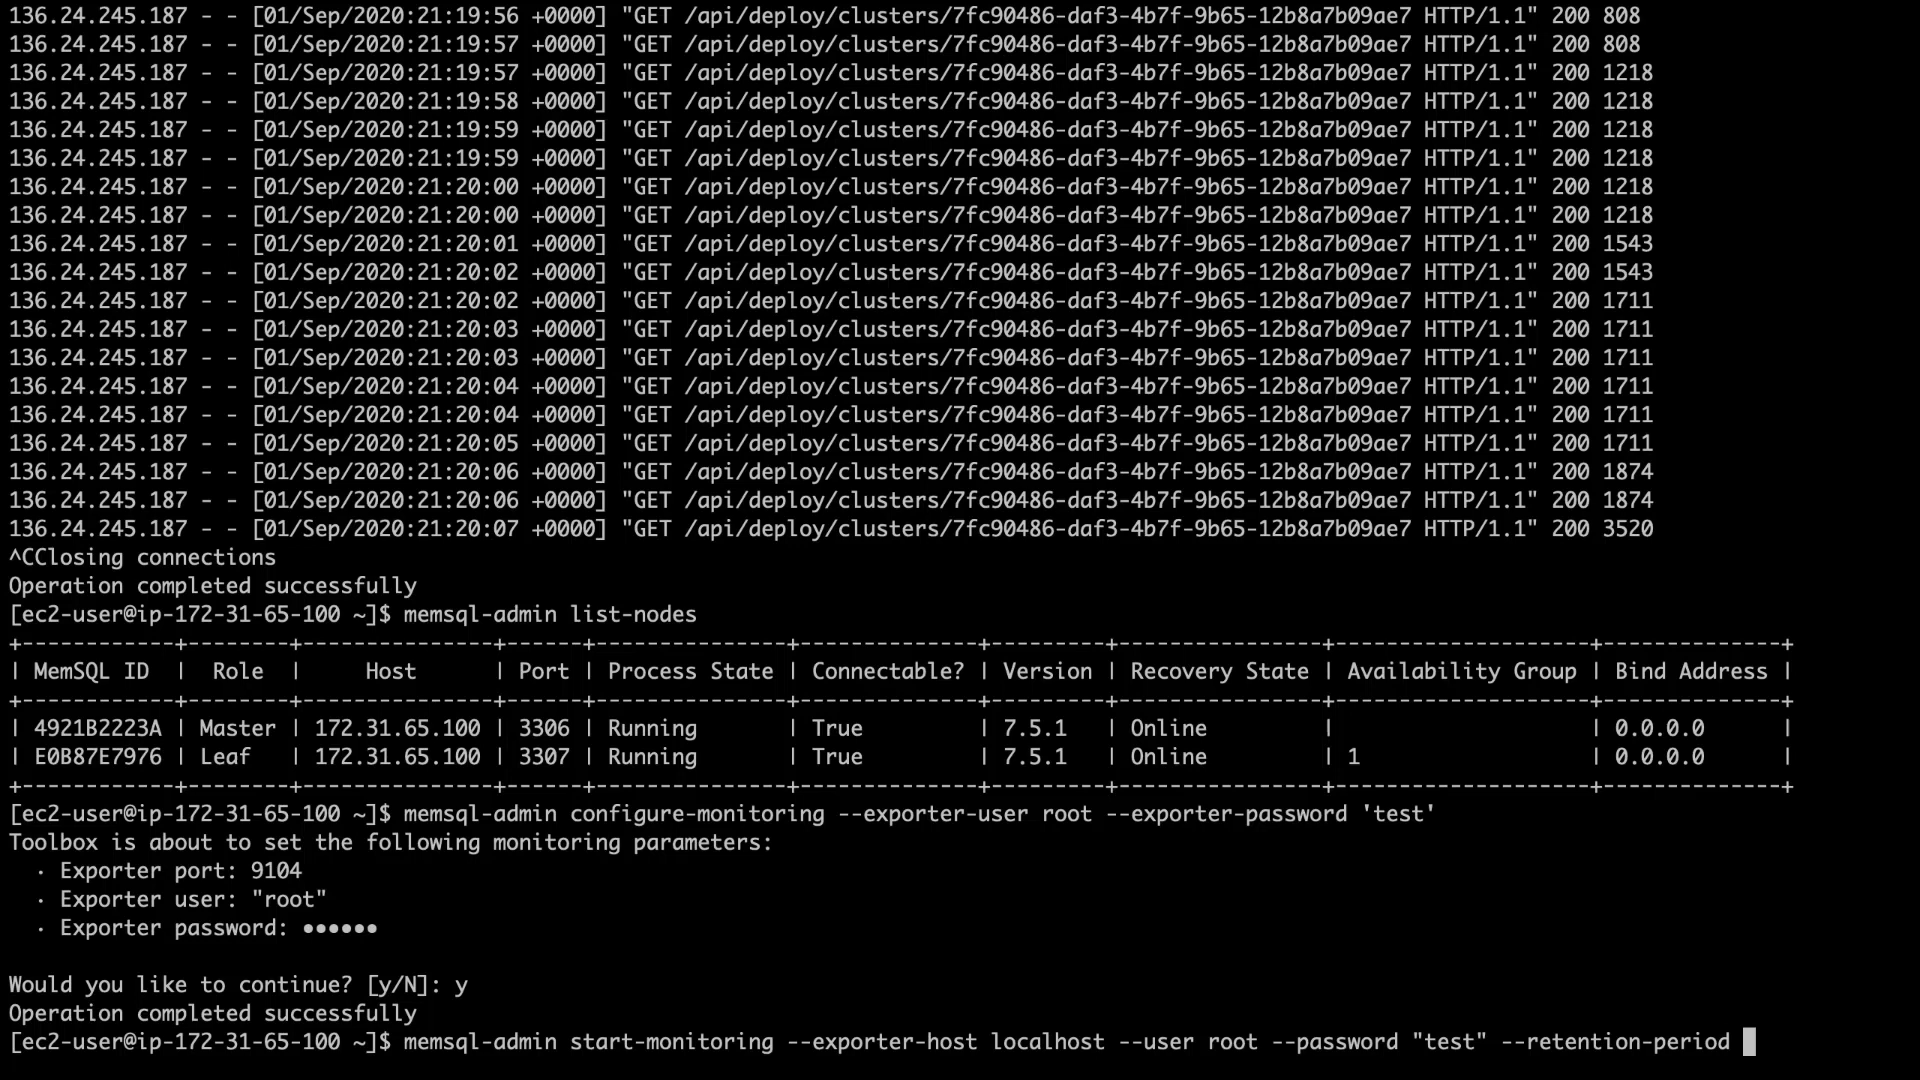 136.24.245.187 - - [01/Sep/2020:21:19:56 +0000] "GET /api/deploy/clusters/7fc90486-daf3-4b7f-9b65-12b8a7b09ae7 HTTP/1.1" 200 808
136.24.245.187 - - [01/Sep/2020:21:19:57 +0000] "GET /api/deploy/clusters/7fc90486-daf3-4b7f-9b65-12b8a7b09ae7 HTTP/1.1" 200 808
136.24.245.187 - - [01/Sep/2020:21:19:57 +0000] "GET /api/deploy/clusters/7fc90486-daf3-4b7f-9b65-12b8a7b09ae7 HTTP/1.1" 200 1218
136.24.245.187 - - [01/Sep/2020:21:19:58 +0000] "GET /api/deploy/clusters/7fc90486-daf3-4b7f-9b65-12b8a7b09ae7 HTTP/1.1" 200 1218
136.24.245.187 - - [01/Sep/2020:21:19:59 +0000] "GET /api/deploy/clusters/7fc90486-daf3-4b7f-9b65-12b8a7b09ae7 HTTP/1.1" 200 1218
136.24.245.187 - - [01/Sep/2020:21:19:59 +0000] "GET /api/deploy/clusters/7fc90486-daf3-4b7f-9b65-12b8a7b09ae7 HTTP/1.1" 200 1218
136.24.245.187 - - [01/Sep/2020:21:20:00 +0000] "GET /api/deploy/clusters/7fc90486-daf3-4b7f-9b65-12b8a7b09ae7 HTTP/1.1" 200 1218
136.24.245.187 - - [01/Sep/2020:21:20:00 +0000] "GET /api/deploy/clusters/7fc90486-daf3-4b7f-9b65-12b8a7b09ae7 HTTP/1.1" 200 1218
136.24.245.187 - - [01/Sep/2020:21:20:01 +0000] "GET /api/deploy/clusters/7fc90486-daf3-4b7f-9b65-12b8a7b09ae7 HTTP/1.1" 200 1543
136.24.245.187 - - [01/Sep/2020:21:20:02 +0000] "GET /api/deploy/clusters/7fc90486-daf3-4b7f-9b65-12b8a7b09ae7 HTTP/1.1" 200 1543
136.24.245.187 - - [01/Sep/2020:21:20:02 +0000] "GET /api/deploy/clusters/7fc90486-daf3-4b7f-9b65-12b8a7b09ae7 HTTP/1.1" 200 1711
136.24.245.187 - - [01/Sep/2020:21:20:03 +0000] "GET /api/deploy/clusters/7fc90486-daf3-4b7f-9b65-12b8a7b09ae7 HTTP/1.1" 200 1711
136.24.245.187 - - [01/Sep/2020:21:20:03 +0000] "GET /api/deploy/clusters/7fc90486-daf3-4b7f-9b65-12b8a7b09ae7 HTTP/1.1" 200 1711
136.24.245.187 - - [01/Sep/2020:21:20:04 +0000] "GET /api/deploy/clusters/7fc90486-daf3-4b7f-9b65-12b8a7b09ae7 HTTP/1.1" 200 1711
136.24.245.187 - - [01/Sep/2020:21:20:04 +0000] "GET /api/deploy/clusters/7fc90486-daf3-4b7f-9b65-12b8a7b09ae7 HTTP/1.1" 200 1711
136.24.245.187 - - [01/Sep/2020:21:20:05 +0000] "GET /api/deploy/clusters/7fc90486-daf3-4b7f-9b65-12b8a7b09ae7 HTTP/1.1" 200 1711
136.24.245.187 - - [01/Sep/2020:21:20:06 +0000] "GET /api/deploy/clusters/7fc90486-daf3-4b7f-9b65-12b8a7b09ae7 HTTP/1.1" 200 1874
136.24.245.187 - - [01/Sep/2020:21:20:06 +0000] "GET /api/deploy/clusters/7fc90486-daf3-4b7f-9b65-12b8a7b09ae7 HTTP/1.1" 200 1874
136.24.245.187 - - [01/Sep/2020:21:20:07 +0000] "GET /api/deploy/clusters/7fc90486-daf3-4b7f-9b65-12b8a7b09ae7 HTTP/1.1" 200 3520
^CClosing connections
Operation completed successfully
[ec2-user@ip-172-31-65-100 ~]$ memsql-admin list-nodes
+------------+--------+---------------+------+---------------+--------------+---------+----------------+--------------------+--------------+
| MemSQL ID | Role | Host | Port | Process State | Connectable? | Version | Recovery State | Availability Group | Bind Address |
+------------+--------+---------------+------+---------------+--------------+---------+----------------+--------------------+--------------+
| 4921B2223A | Master | 172.31.65.100 | 3306 | Running | True | 7.5.1 | Online | | 0.0.0.0 |
| E0B87E7976 | Leaf | 172.31.65.100 | 3307 | Running | True | 7.5.1 | Online | 1 | 0.0.0.0 |
+------------+--------+---------------+------+---------------+--------------+---------+----------------+--------------------+--------------+
[ec2-user@ip-172-31-65-100 ~]$ memsql-admin configure-monitoring --exporter-user root --exporter-password 'test'
Toolbox is about to set the following monitoring parameters:
· Exporter port: 9104
· Exporter user: "root"
· Exporter password: ●●●●●●
Would you like to continue? [y/N]: y
Operation completed successfully
[ec2-user@ip-172-31-65-100 ~]$ memsql-admin start-monitoring --exporter-host localhost --user root --password "test" --retention-period